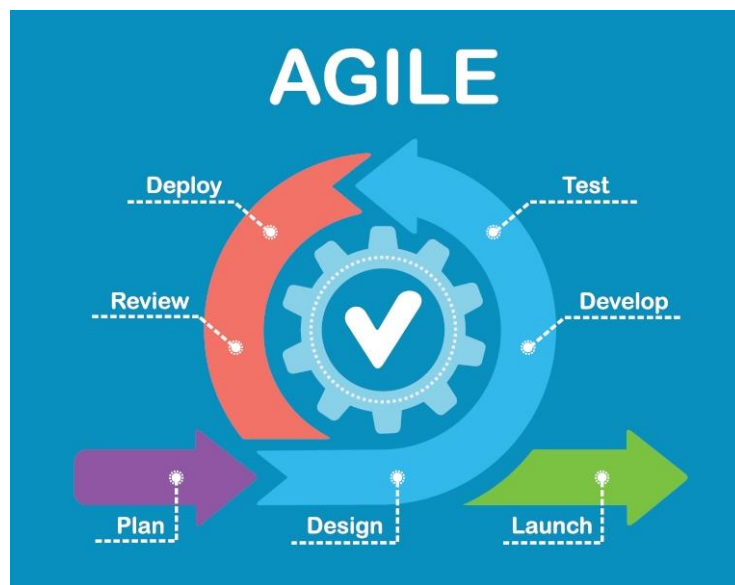 AGILE
Deploy
Test
Review
Develop
Plan
Design
Launch